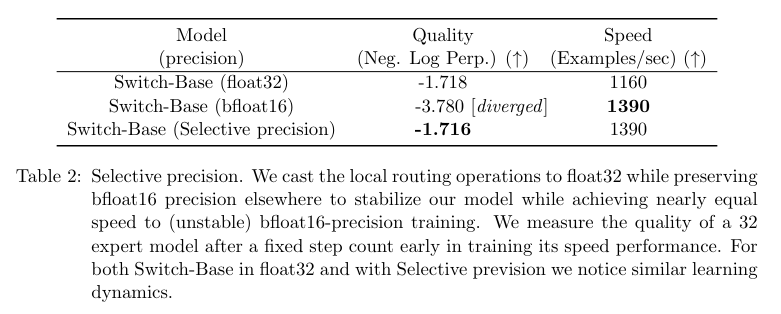 Model Quality Speed
(precision) (Neg. Log Perp.) (↑) (Examples/sec) (↑)
Switch-Base (float32) -1.718 1160
Switch-Base (bfloat16) -3.780 [diverged] 1390
Switch-Base (Selective precision) -1.716 1390
Table 2: Selective precision. We cast the local routing operations to float32 while preserving
bfloat16 precision elsewhere to stabilize our model while achieving nearly equal
speed to (unstable) bfloat16-precision training. We measure the quality of a 32
expert model after a fixed step count early in training its speed performance. For
both Switch-Base in float32 and with Selective prevision we notice similar learning
dynamics.